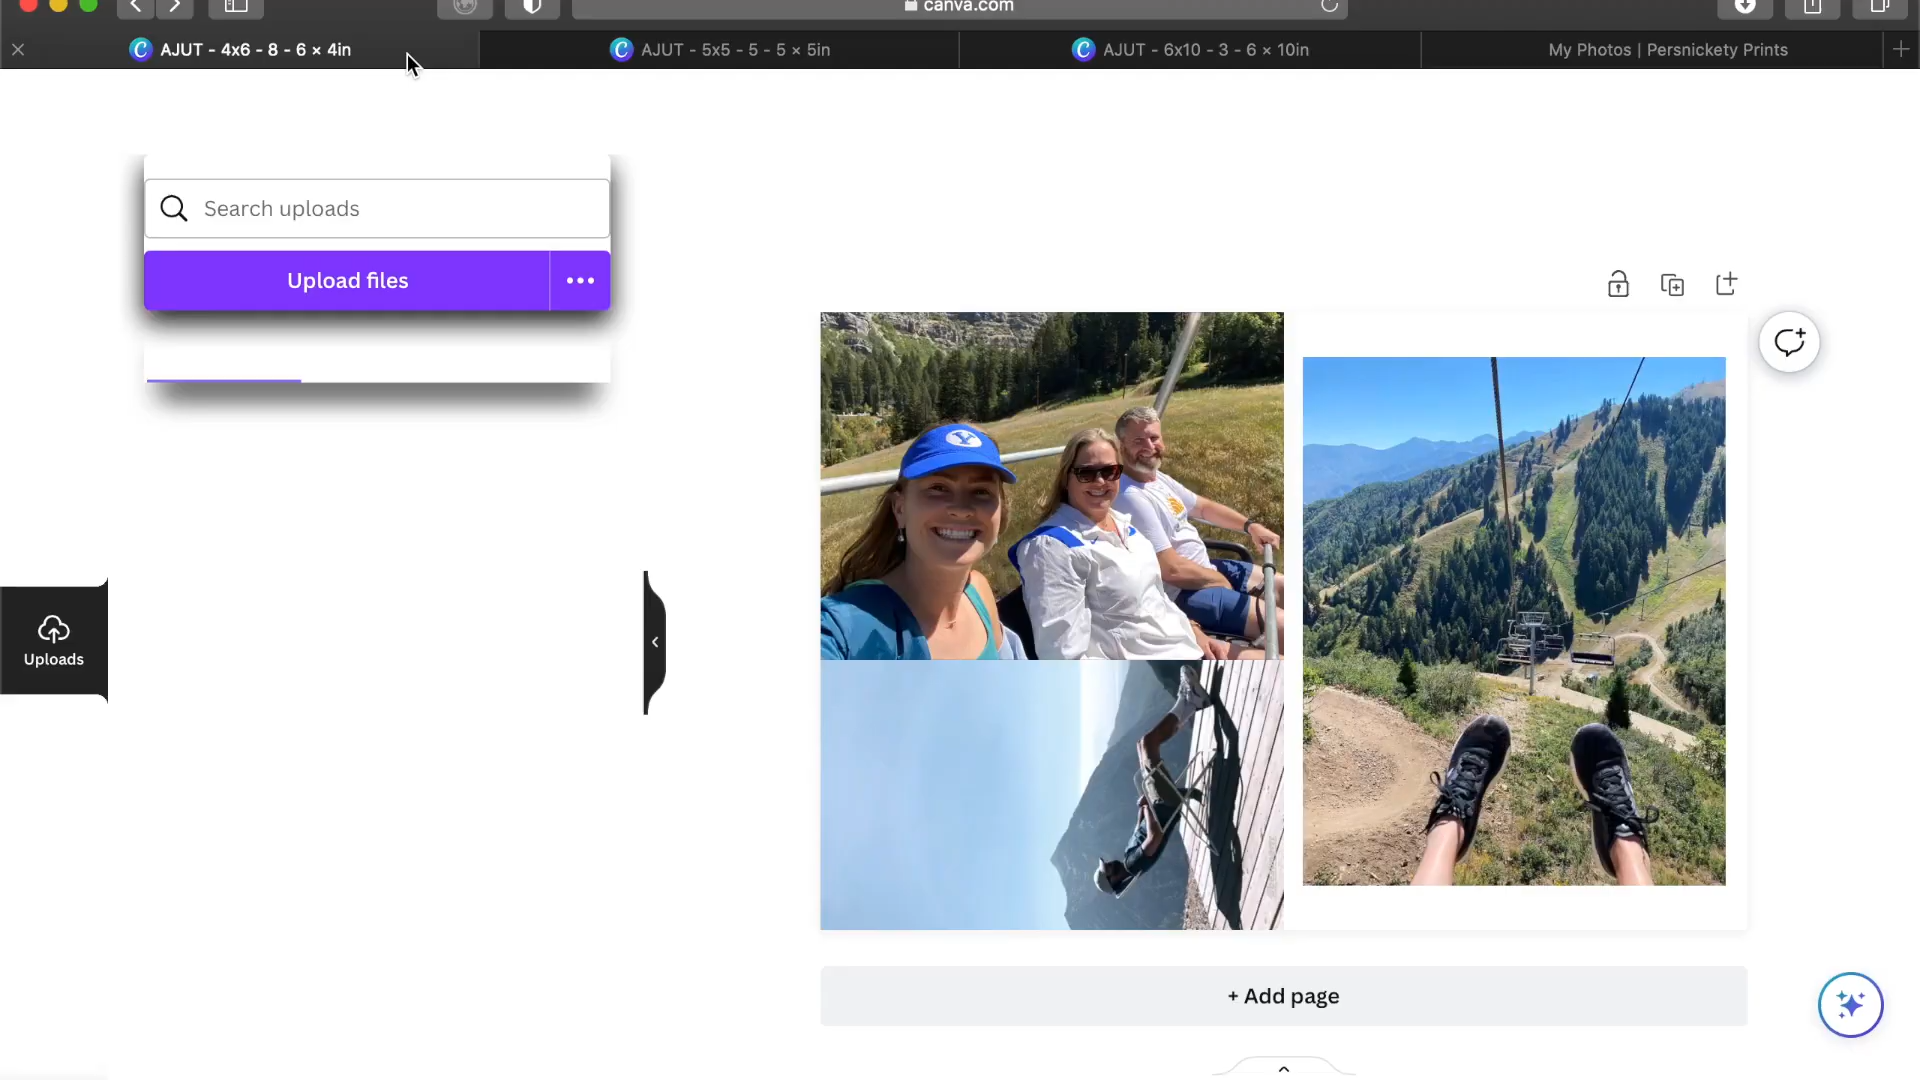 canva.com
AJUT - 4x6 - 8 - 6 × 4in
AJUT - 5x5 - 5 - 5 × 5in
AJUT - 6x10 - 3 - 6 × 10in
My Photos | Persnickety Prints
Search uploads
Upload files
Uploads
Y
+ Add page